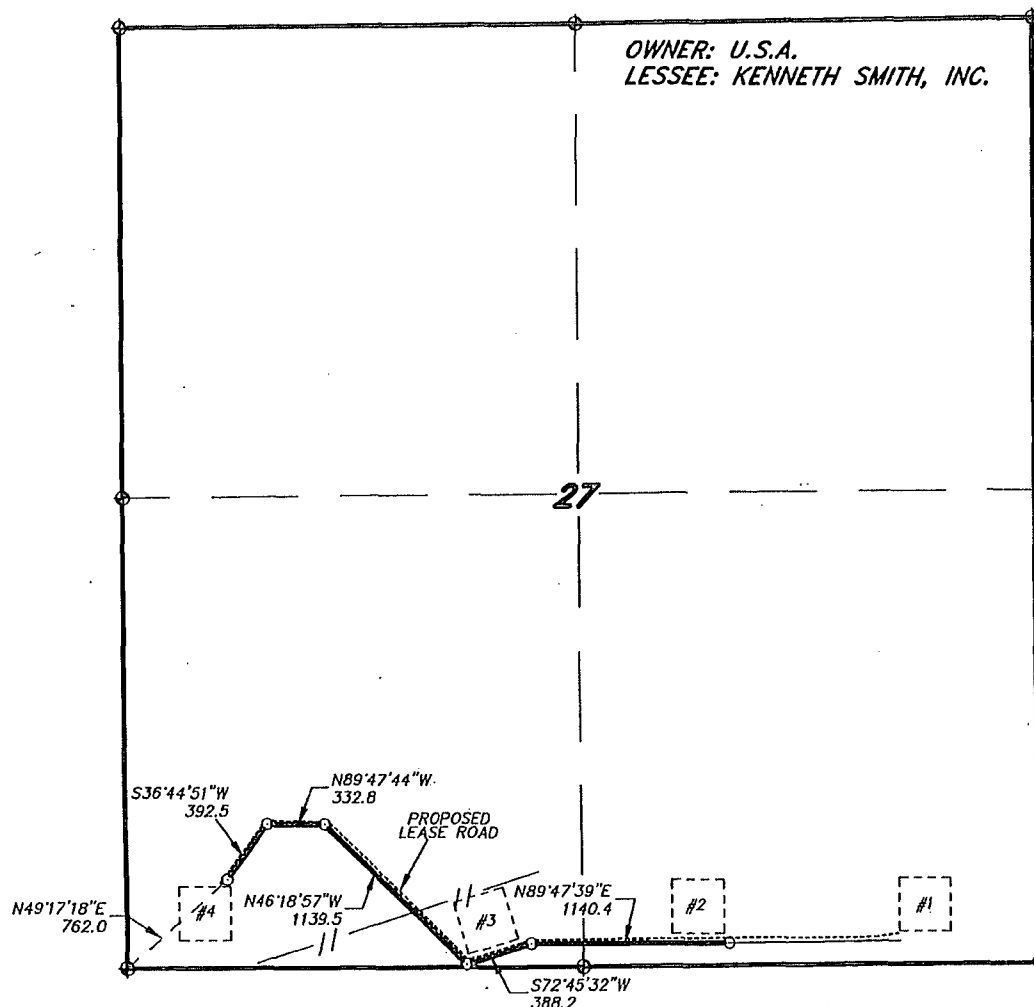 OWNER: U.S.A.
LESSEE: KENNETH SMITH, INC.
27
S36°44'51"W
392.5
N89°47'44"W
332.8
PROPOSED
LEASE ROAD
N49°17'18"E
762.0
#4
N46°18'57"W
1139.5
#3
N89°47'39"E
1140.4
#2
#1
S72°45'32"W
388.2